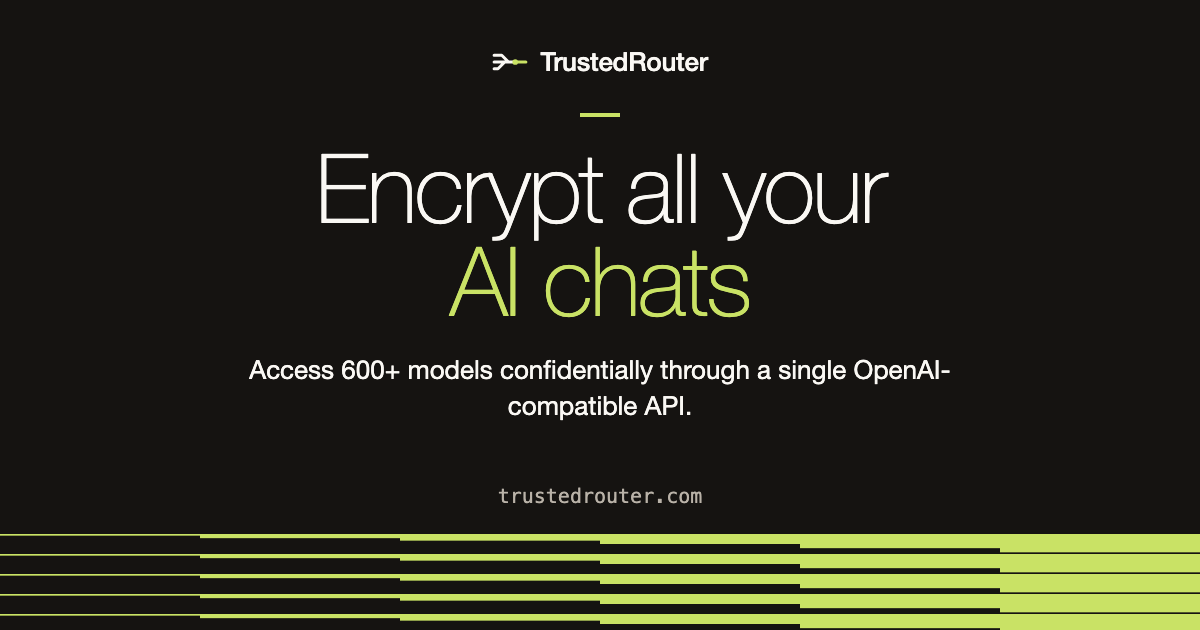 TrustedRouter
Encrypt all your
AI chats
Access 600+ models confidentially through a single OpenAI-
compatible API.
trustedrouter.com